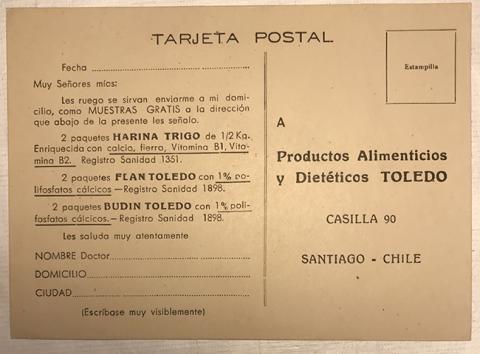 TARJETA POSTAL
Fecha
Muy Señores míos:
Les ruego se sirvan enviarme a mi domi-
cilio, como MUESTRAS GRATIS a la dirección
que abajo de la presente les señalo.
2 paquetes HARINA TRIGO de 1/2 Kg.
Enriquecida con calcio, fierro, Vitamina B1, Vita-
mina B2. Registro Sanidad 1351.
2 paquetes FLAN TOLEDO con 1% po-
lifosfatos cálcicos — Registro Sanidad 1898.
2 paquetes BUDIN TOLEDO con 1% poli-
fosfatos cálcicos. — Registro Sanidad 1898.
Les saluda muy atentamente
NOMBRE Doctor
DOMICILIO
CIUDAD
(Escríbase muy visiblemente)
Estampilla
A
Productos Alimenticios
y Dietéticos TOLEDO
CASILLA 90
SANTIAGO - CHILE